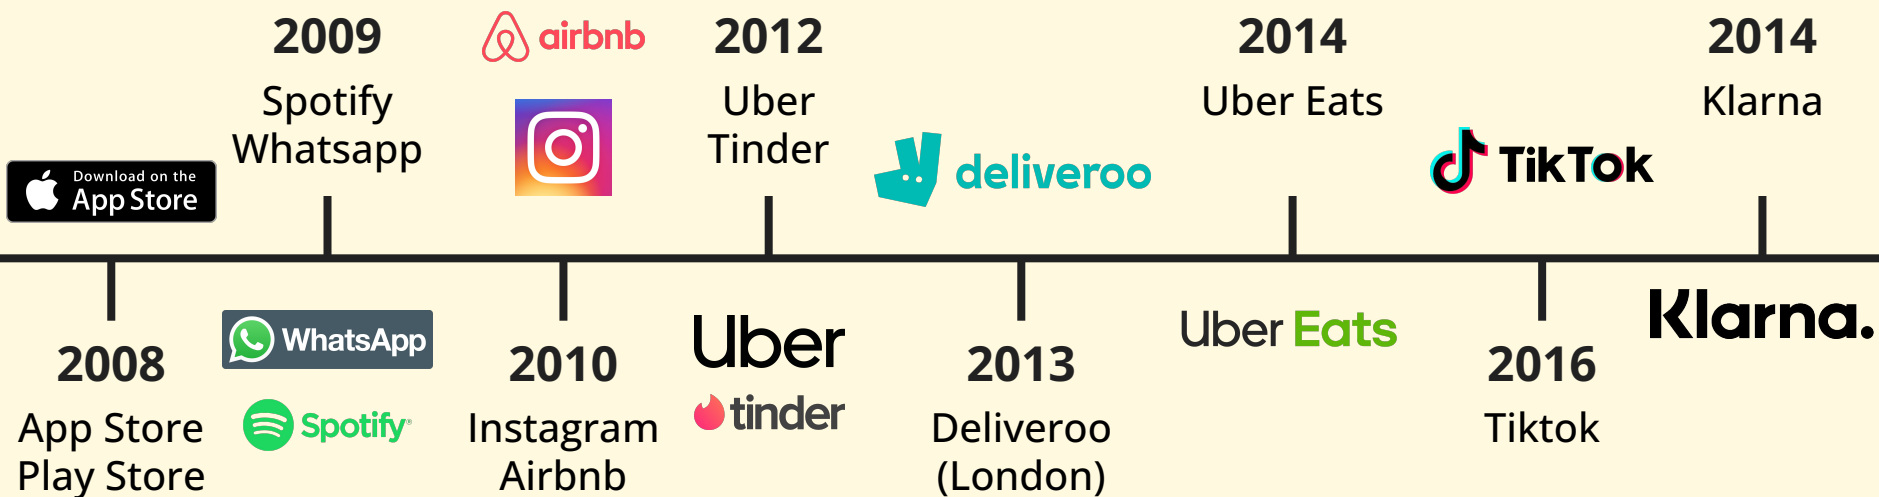 2009
Spotify
Whatsapp
airbnb
2012
Uber
Tinder
deliveroo
2014
Uber Eats
TikTok
2014
Klarna
Download on the
App Store
2008
App Store
Play Store
WhatsApp
Spotify®
2010
Instagram
Airbnb
Uber
tinder
2013
Deliveroo
(London)
Uber Eats
2016
Tiktok
Klarna.